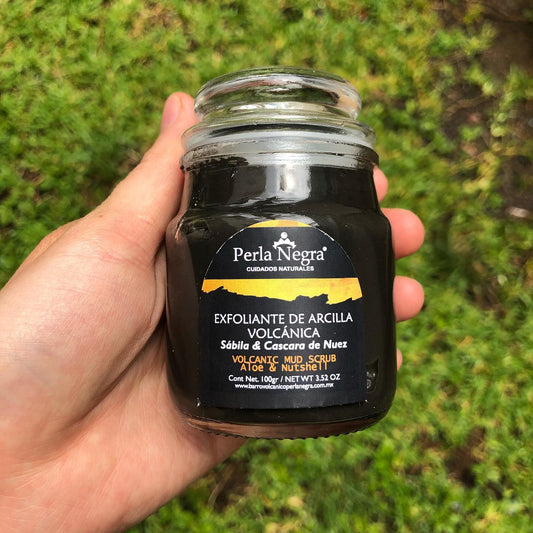 Perla Negra®
CUIDADOS NATURALES
EXFOLIANTE DE ARCILLA
VOLCÁNICA
Sábila & Cascara de Nuez
VOLCANIC MUD SCRUB
Aloe & Nutshell
Cont Net. 100gr / NET WT 3.52 OZ
www.barrovolcanicoperlanegra.com.mx